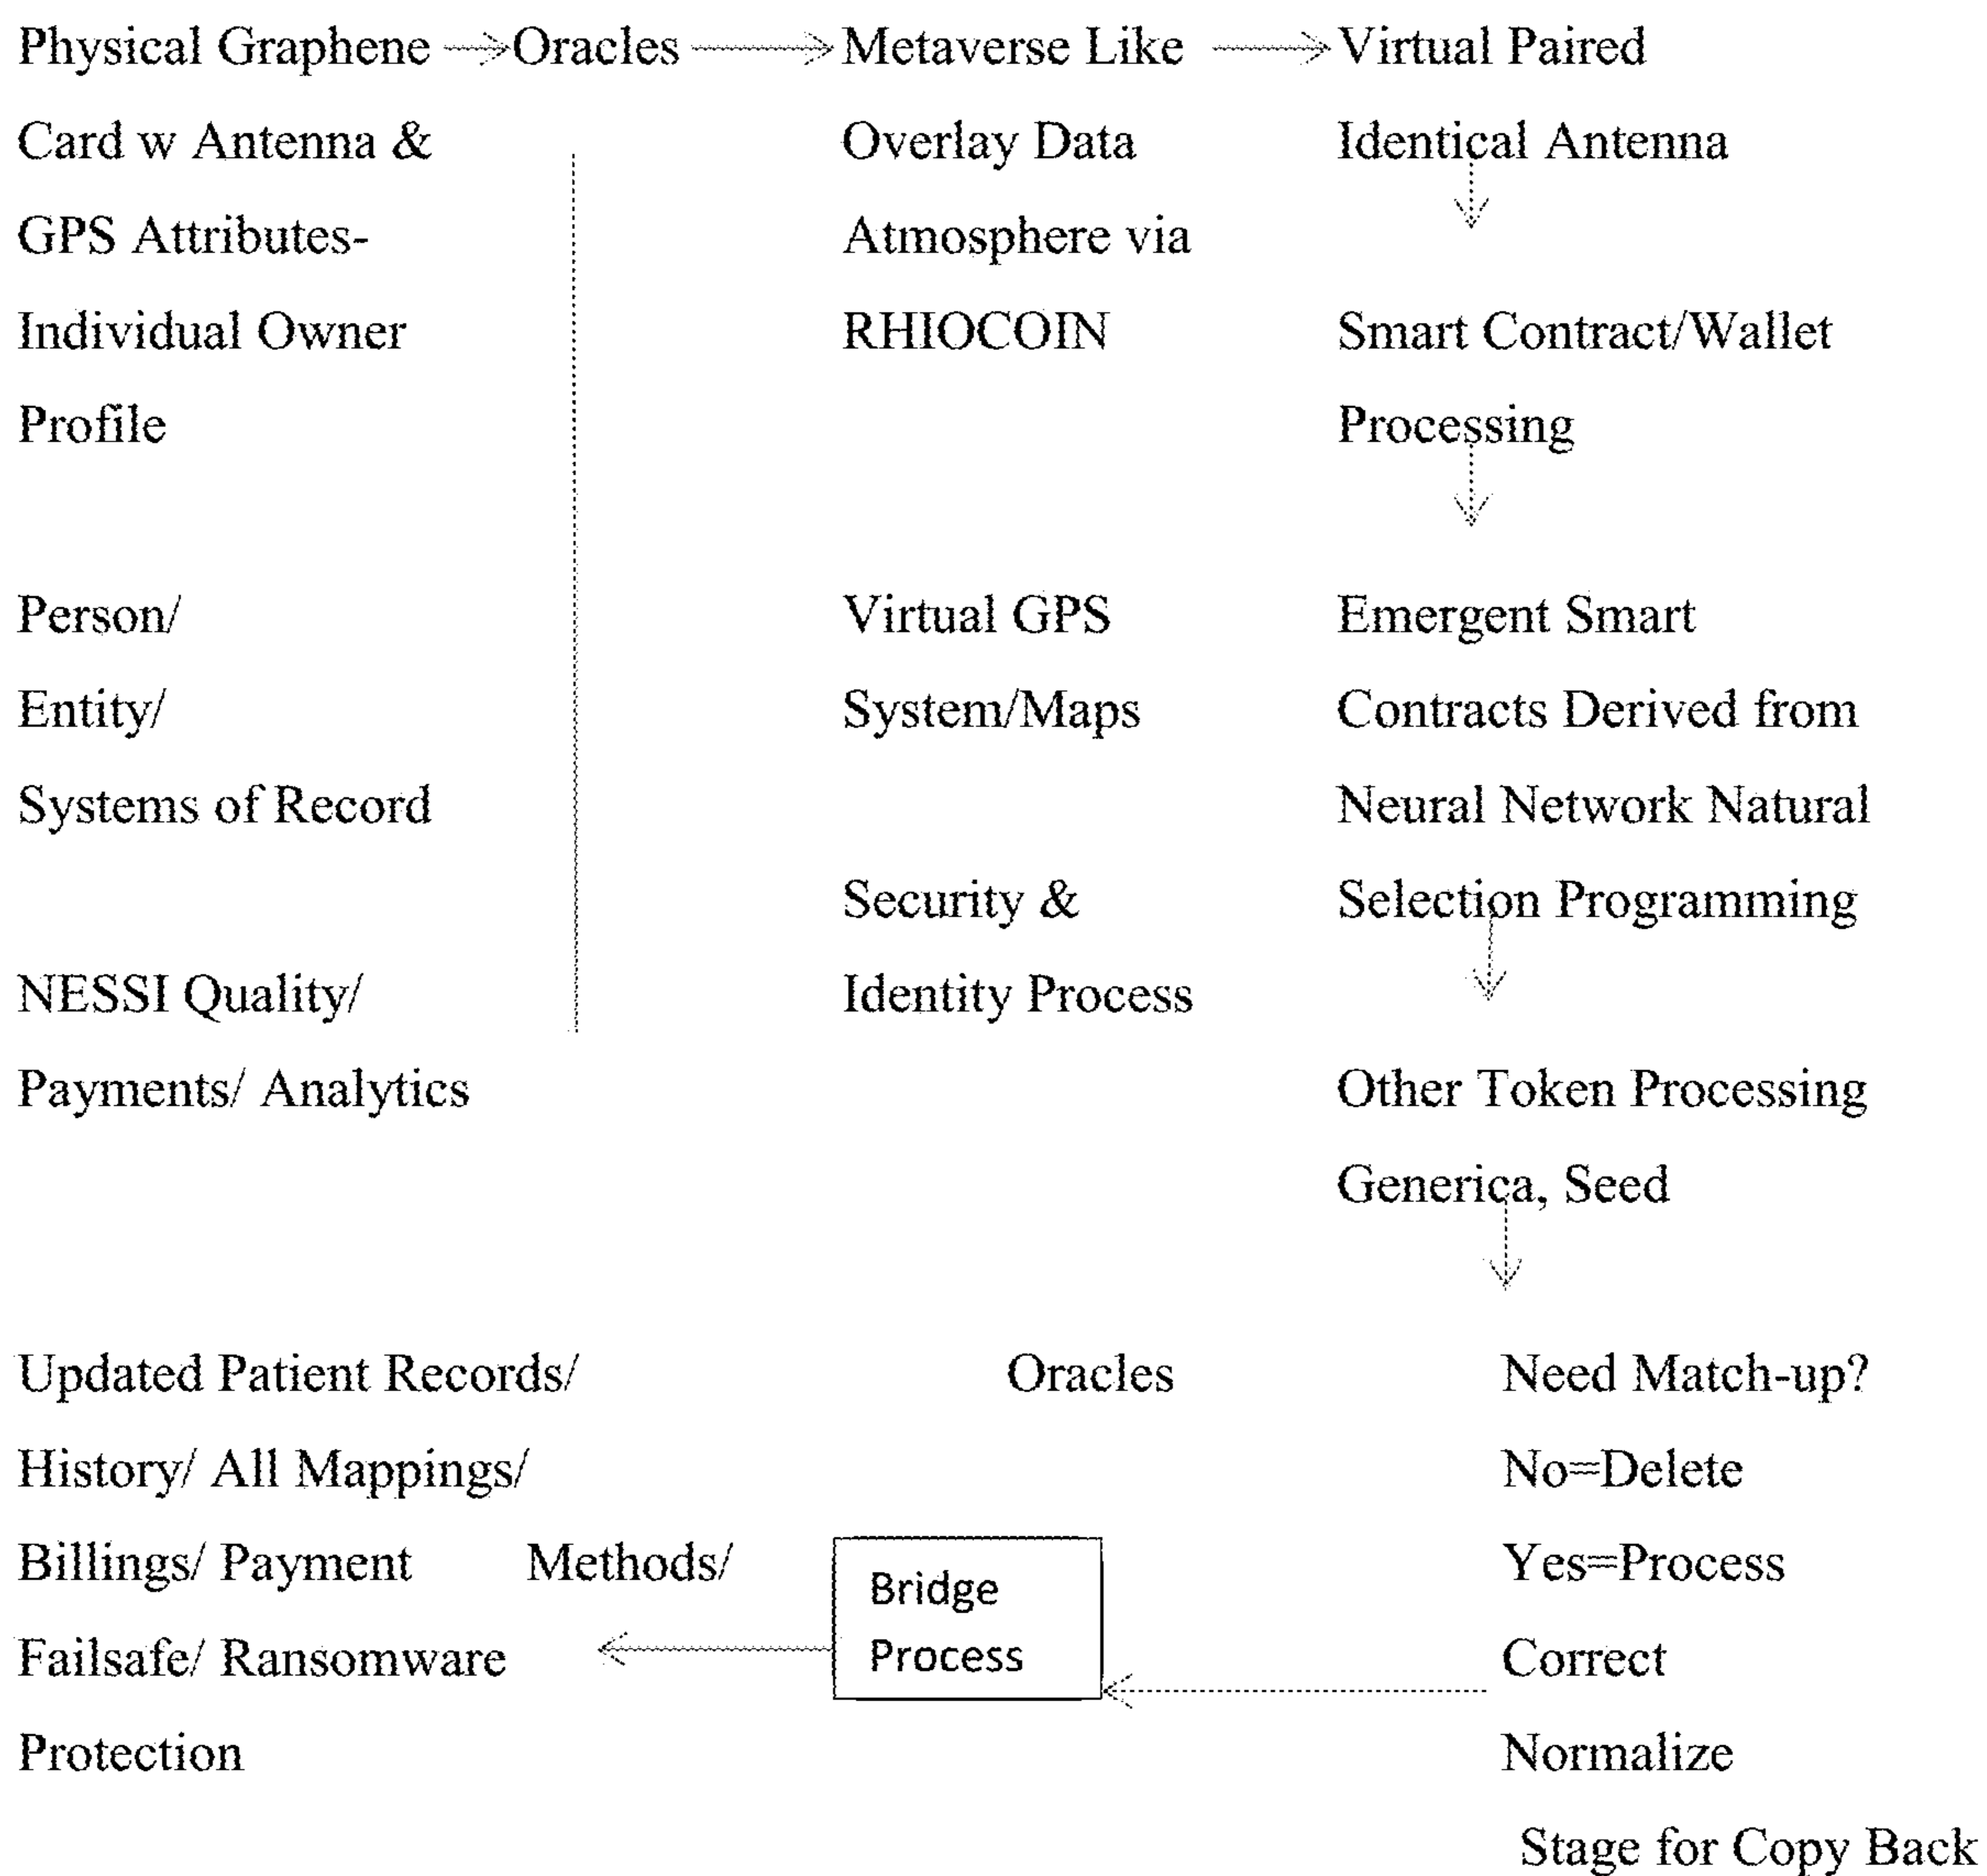 Physical Graphene Oracles Metaverse Like Virtual Paired
Card w Antenna & Overlay Data Identical Antenna
GPS Attributes- Atmosphere via
Individual Owner RHIOCOIN Smart Contract/Wallet
Profile Processing
Person/ Virtual GPS Emergent Smart
Entity/ System/Maps Contracts Derived from
Systems of Record Neural Network Natural
Security & Selection Programming
NESSI Quality/ Identity Process
Payments/ Analytics Other Token Processing
Generica, Seed
Updated Patient Records/ Oracles Need Match-up?
History/ All Mappings/ No=Delete
Billings/ Payment Methods/ Yes=Process
Bridge
Failsafe/ Ransomware Process Correct
Protection Normalize
Stage for Copy Back